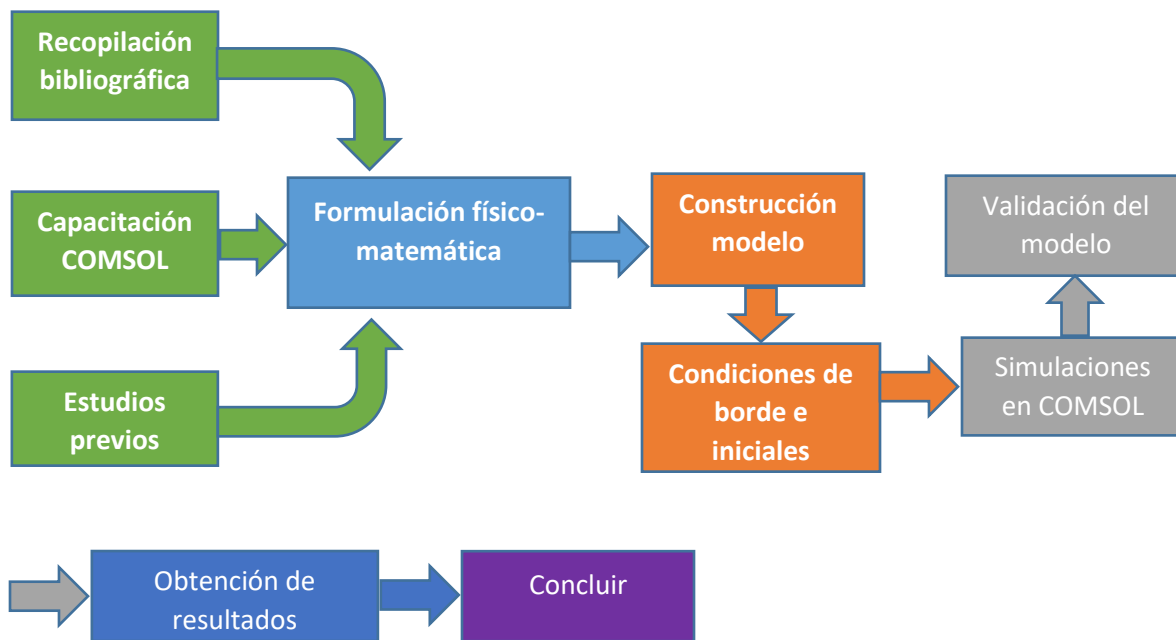 Recopilación
bibliográfica
Capacitación
COMSOL
Estudios
previos
Formulación físico-
matemática
Construcción
modelo
Condiciones de
borde e
iniciales
Validación del
modelo
Simulaciones
en COMSOL
Obtención de
resultados
Concluir